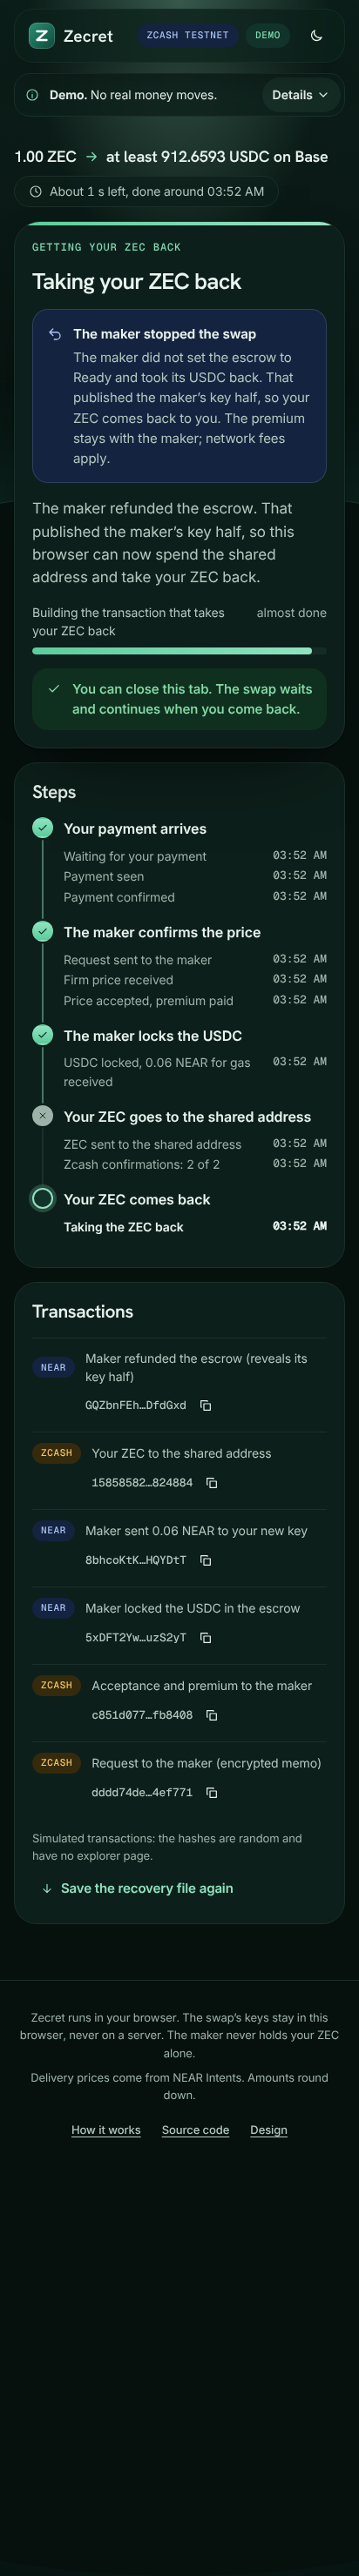 Z Zecret ZCASH TESTNET DEMO
Demo. No real money moves. Details
1.00 ZEC → at least 912.6593 USDC on Base
About 1 s left, done around 03:52 AM
GETTING YOUR ZEC BACK
Taking your ZEC back
The maker stopped the swap
The maker did not set the escrow to
Ready and took its USDC back. That
published the maker's key half, so your
ZEC comes back to you. The premium
stays with the maker; network fees
apply.
The maker refunded the escrow. That
published the maker's key half, so this
browser can now spend the shared
address and take your ZEC back.
Building the transaction that takes almost done
your ZEC back
You can close this tab. The swap waits
and continues when you come back.
Steps
Your payment arrives
Waiting for your payment 03:52 AM
Payment seen 03:52 AM
Payment confirmed 03:52 AM
The maker confirms the price
Request sent to the maker 03:52 AM
Firm price received 03:52 AM
Price accepted, premium paid 03:52 AM
The maker locks the USDC
USDC locked, 0.06 NEAR for gas 03:52 AM
received
Your ZEC goes to the shared address
ZEC sent to the shared address 03:52 AM
Zcash confirmations: 2 of 2 03:52 AM
Your ZEC comes back
Taking the ZEC back 03:52 AM
Transactions
NEAR Maker refunded the escrow (reveals its
key half)
GQZbnFEh…DfdGxd
ZCASH Your ZEC to the shared address
15858582…824884
NEAR Maker sent 0.06 NEAR to your new key
8bhcoKtK…HQYDtT
NEAR Maker locked the USDC in the escrow
5xDFT2Yw…uzS2yT
ZCASH Acceptance and premium to the maker
c851d077…fb8408
ZCASH Request to the maker (encrypted memo)
dddd74de…4ef771
Simulated transactions: the hashes are random and
have no explorer page.
Save the recovery file again
Zecret runs in your browser. The swap's keys stay in this
browser, never on a server. The maker never holds your ZEC
alone.
Delivery prices come from NEAR Intents. Amounts round
down.
How it works Source code Design